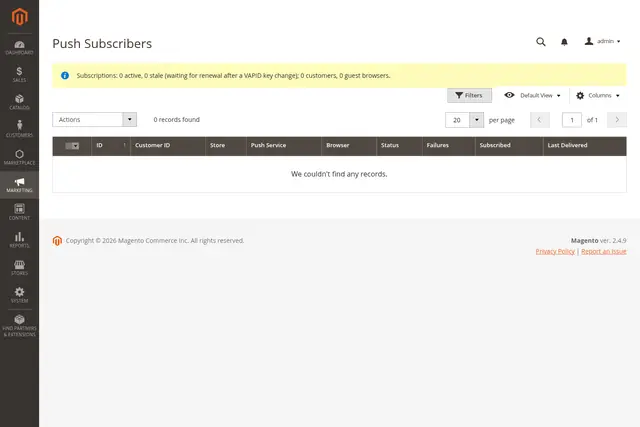 Push Subscribers
admin
Subscriptions: 0 active, 0 stale (waiting for renewal after a VAPID key change); 0 customers, 0 guest browsers.
Filters
Default View
Columns
Actions
0 records found
20
per page
1
of 1
ID
Customer ID
Store
Push Service
Browser
Status
Failures
Subscribed
Last Delivered
We couldn't find any records.
DASHBOARD
SALES
CATALOG
CUSTOMERS
MARKETPLACE
MARKETING
CONTENT
REPORTS
STORES
SYSTEM
FIND PARTNERS
& EXTENSIONS
Copyright © 2026 Magento Commerce Inc. All rights reserved.
Magento ver. 2.4.9
Privacy Policy | Report an Issue